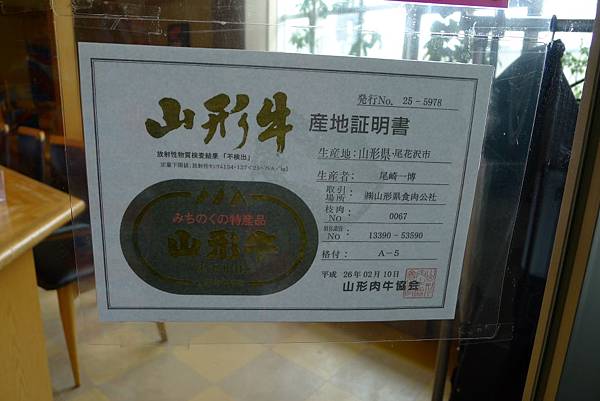 発行No. 25-5978
山形牛 産地証明書
放射性物質検査結果 「不検出」
生産地: 山形県 尾花沢市
生産者: 尾崎一博
取引場所 ㈱山形県食肉公社
枝肉No 0067
13390-53590
格付: A-5
みちのくの特産品
山形牛
平成 26年02月10日
山形肉牛協会